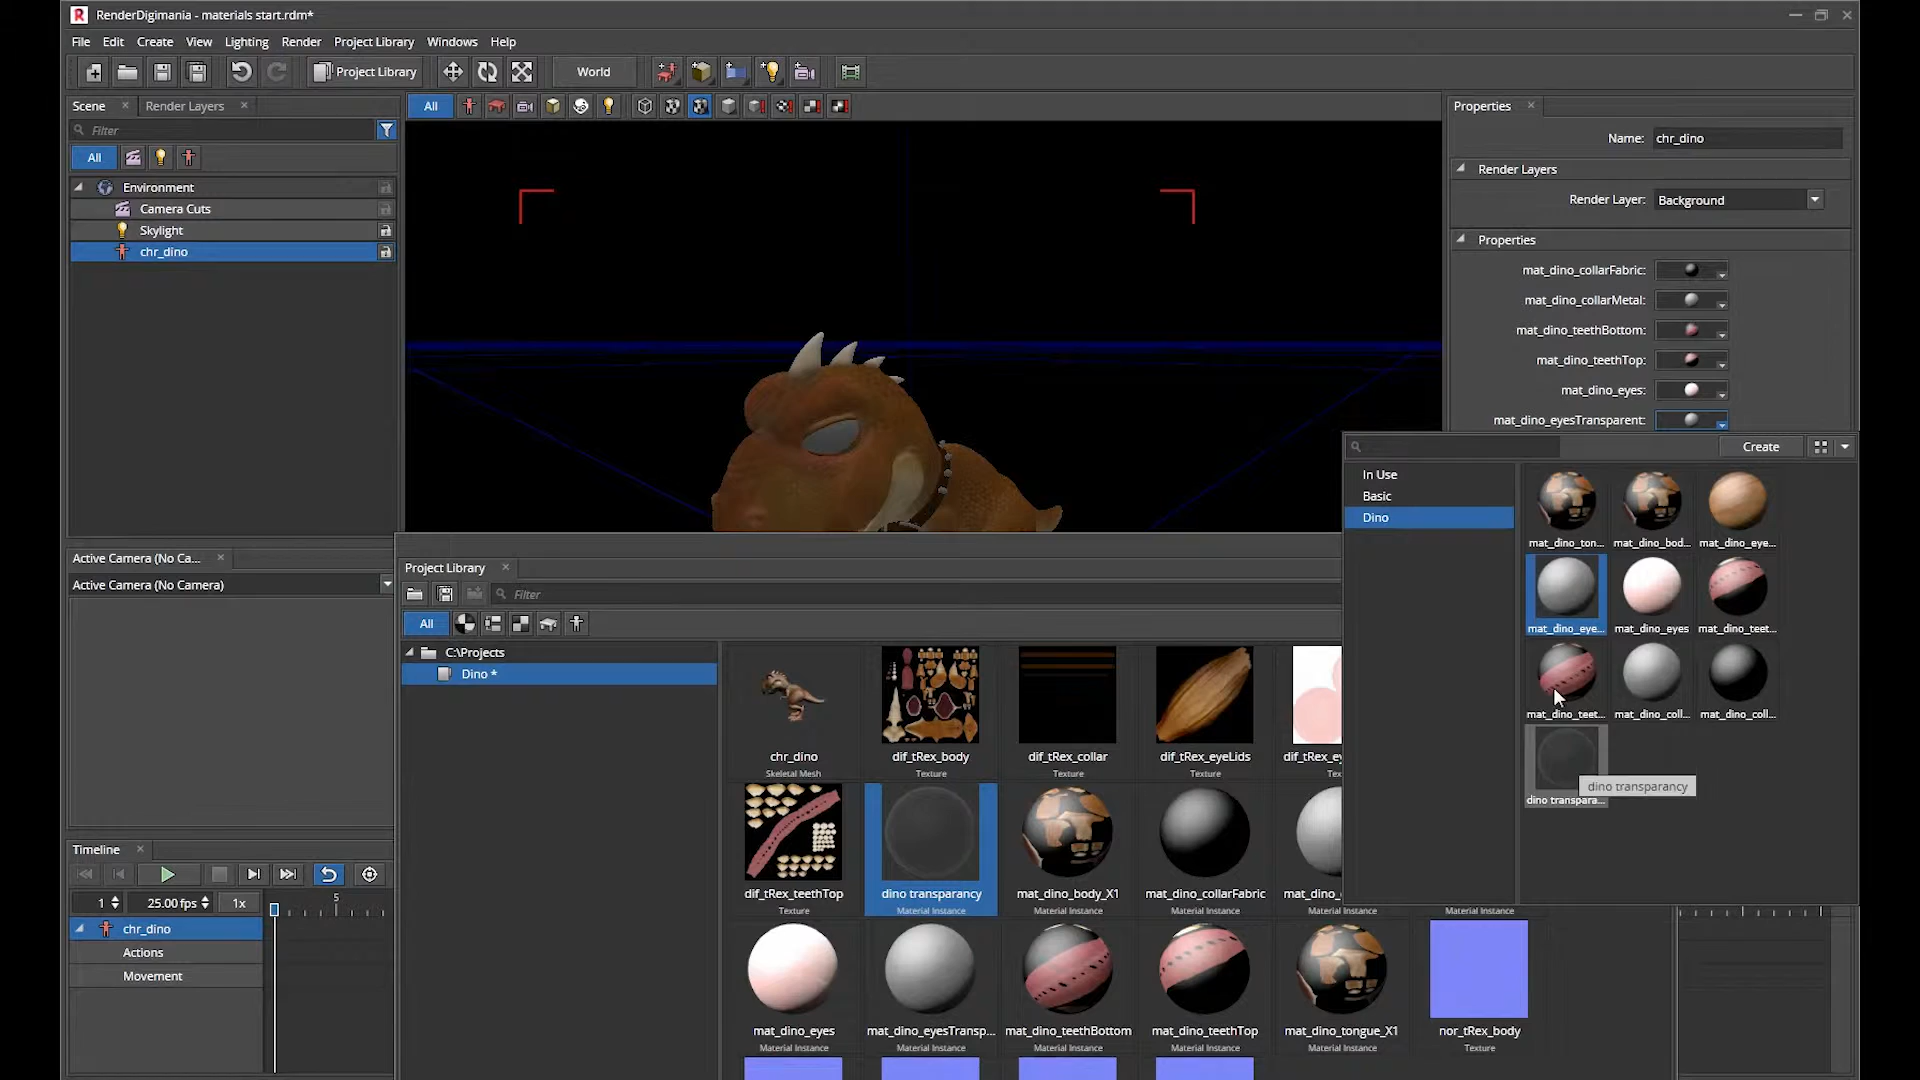 RenderDigimania - materials start.rdm*
File Edit Create View Lighting Render Project Library Windows Help
Project Library
World
Scene
Render Layers
Filter
All
Environment
Camera Cuts
Skylight
chr_dino
All
Properties
Name: chr_dino
Render Layers
Render Layer: Background
Properties
mat_dino_collarFabric:
mat_dino_collarMetal:
mat_dino_teethBottom:
mat_dino_teethTop:
mat_dino_eyes:
mat_dino_eyesTransparent:
Create
In Use
Basic
Dino
mat_dino_ton... mat_dino_bod... mat_dino_eye...
mat_dino_eye... mat_dino_eyes mat_dino_teet...
mat_dino_teet... mat_dino_coll... mat_dino_coll...
dino transparancy
dino transpara...
Active Camera (No Ca...
Active Camera (No Camera)
Project Library
Filter
All
C:\Projects
Dino *
chr_dino
Skeletal Mesh
dif_tRex_body
Texture
dif_tRex_collar
Texture
dif_tRex_eyeLids
Texture
dif_tRex_ey
Tex
dif_tRex_teethTop
Texture
dino transparancy
Material Instance
mat_dino_body_X1
Material Instance
mat_dino_collarFabric
Material Instance
mat_dino_
Material Instance
Material Instance
mat_dino_eyes
Material Instance
mat_dino_eyesTransp...
Material Instance
mat_dino_teethBottom
Material Instance
mat_dino_teethTop
Material Instance
mat_dino_tongue_X1
Material Instance
nor_tRex_body
Texture
Timeline
1 25.00 fps 1x
5
chr_dino
Actions
Movement